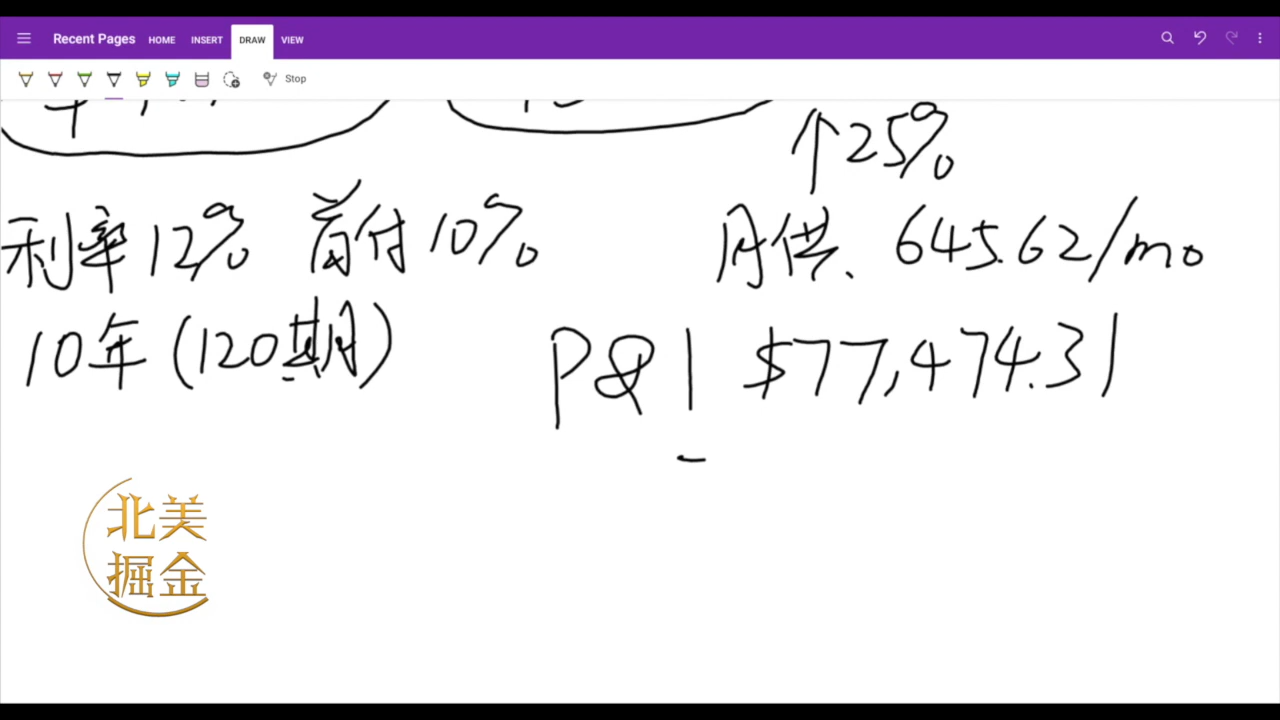 Recent Pages HOME INSERT DRAW VIEW
Stop
↑25%
利率12% 首付10% 月供、645.62/mo
10年(120期) P&I $77,474.31
北美
掘金